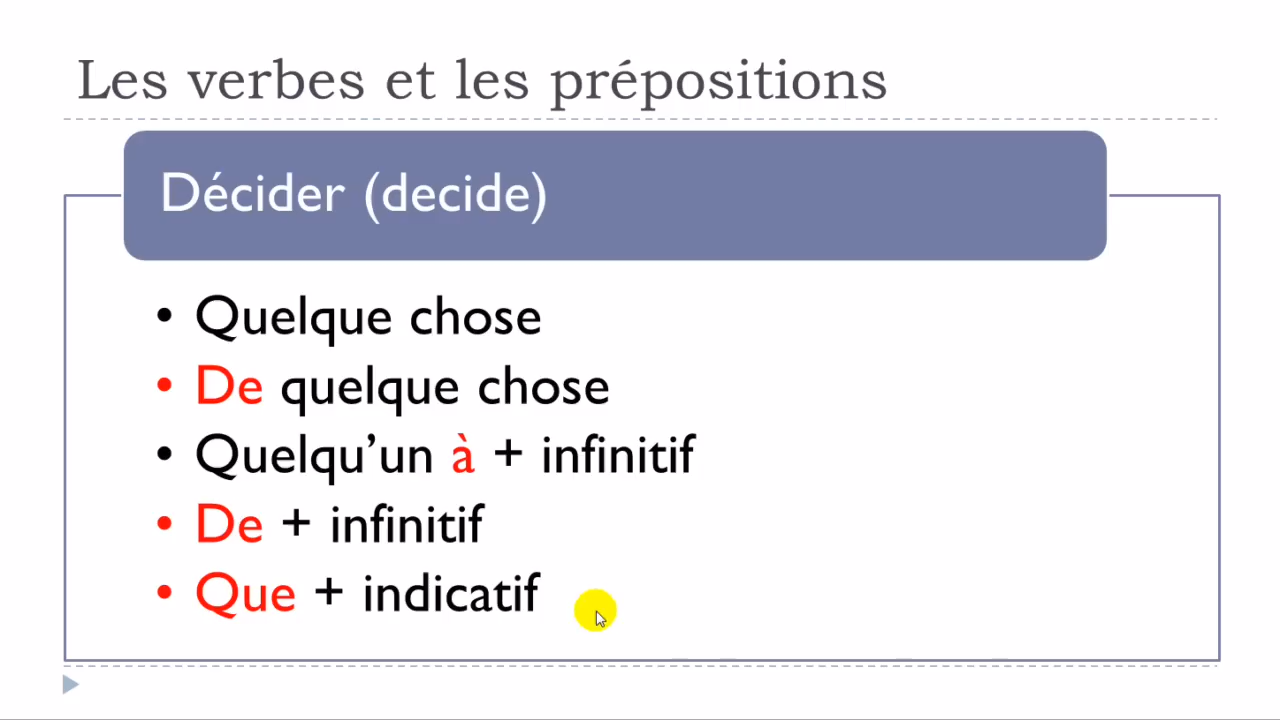 Les verbes et les prépositions
Décider (decide)
• Quelque chose
• De quelque chose
• Quelqu’un à + infinitif
• De + infinitif
• Que + indicatif